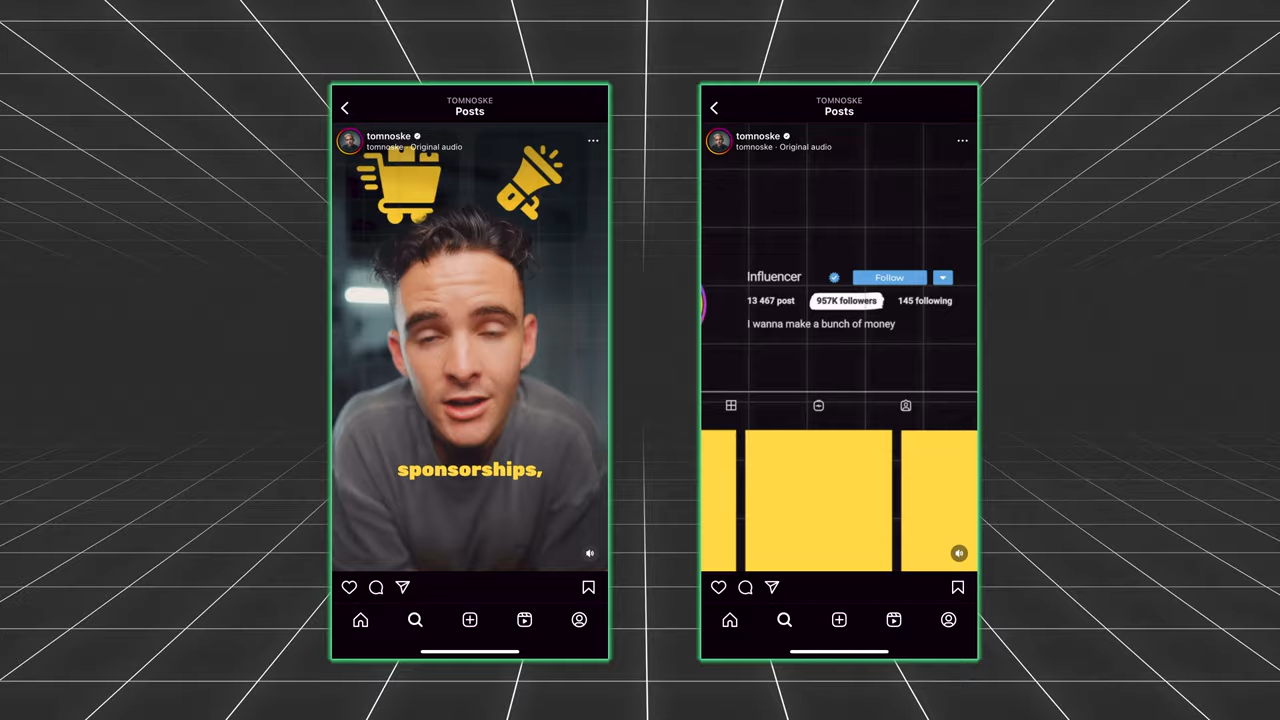 TOMNOSKE
Posts
tomnoske
tomnoske · Original audio
sponsorships,
TOMNOSKE
Posts
tomnoske
tomnoske · Original audio
Influencer
Follow
13 467 post
957K followers
145 following
I wanna make a bunch of money